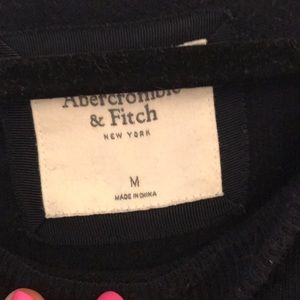 Abercrombie
& Fitch
NEW YORK
M
MADE IN CHINA